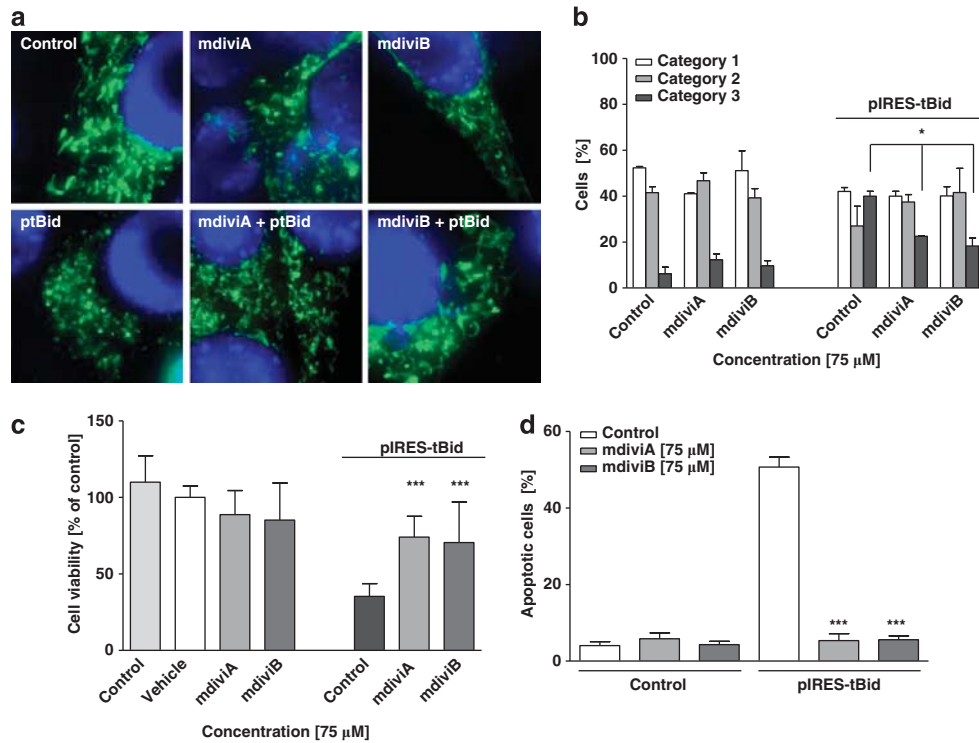 a
Control
mdiviA
mdiviB
ptBid
mdiviA + ptBid
mdiviB + ptBid
b
100
80
60
40
20
0
Cells [%]
Category 1
Category 2
Category 3
pIRES-tBid
*
Control
mdiviA
mdiviB
Control
mdiviA
mdiviB
Concentration [75 μM]
c
150
100
50
0
Cell viability [% of control]
pIRES-tBid
*** ***
Control
Vehicle
mdiviA
mdiviB
Control
mdiviA
mdiviB
Concentration [75 μM]
d
60
40
20
0
Apoptotic cells [%]
Control
mdiviA [75 μM]
mdiviB [75 μM]
*** ***
Control
pIRES-tBid